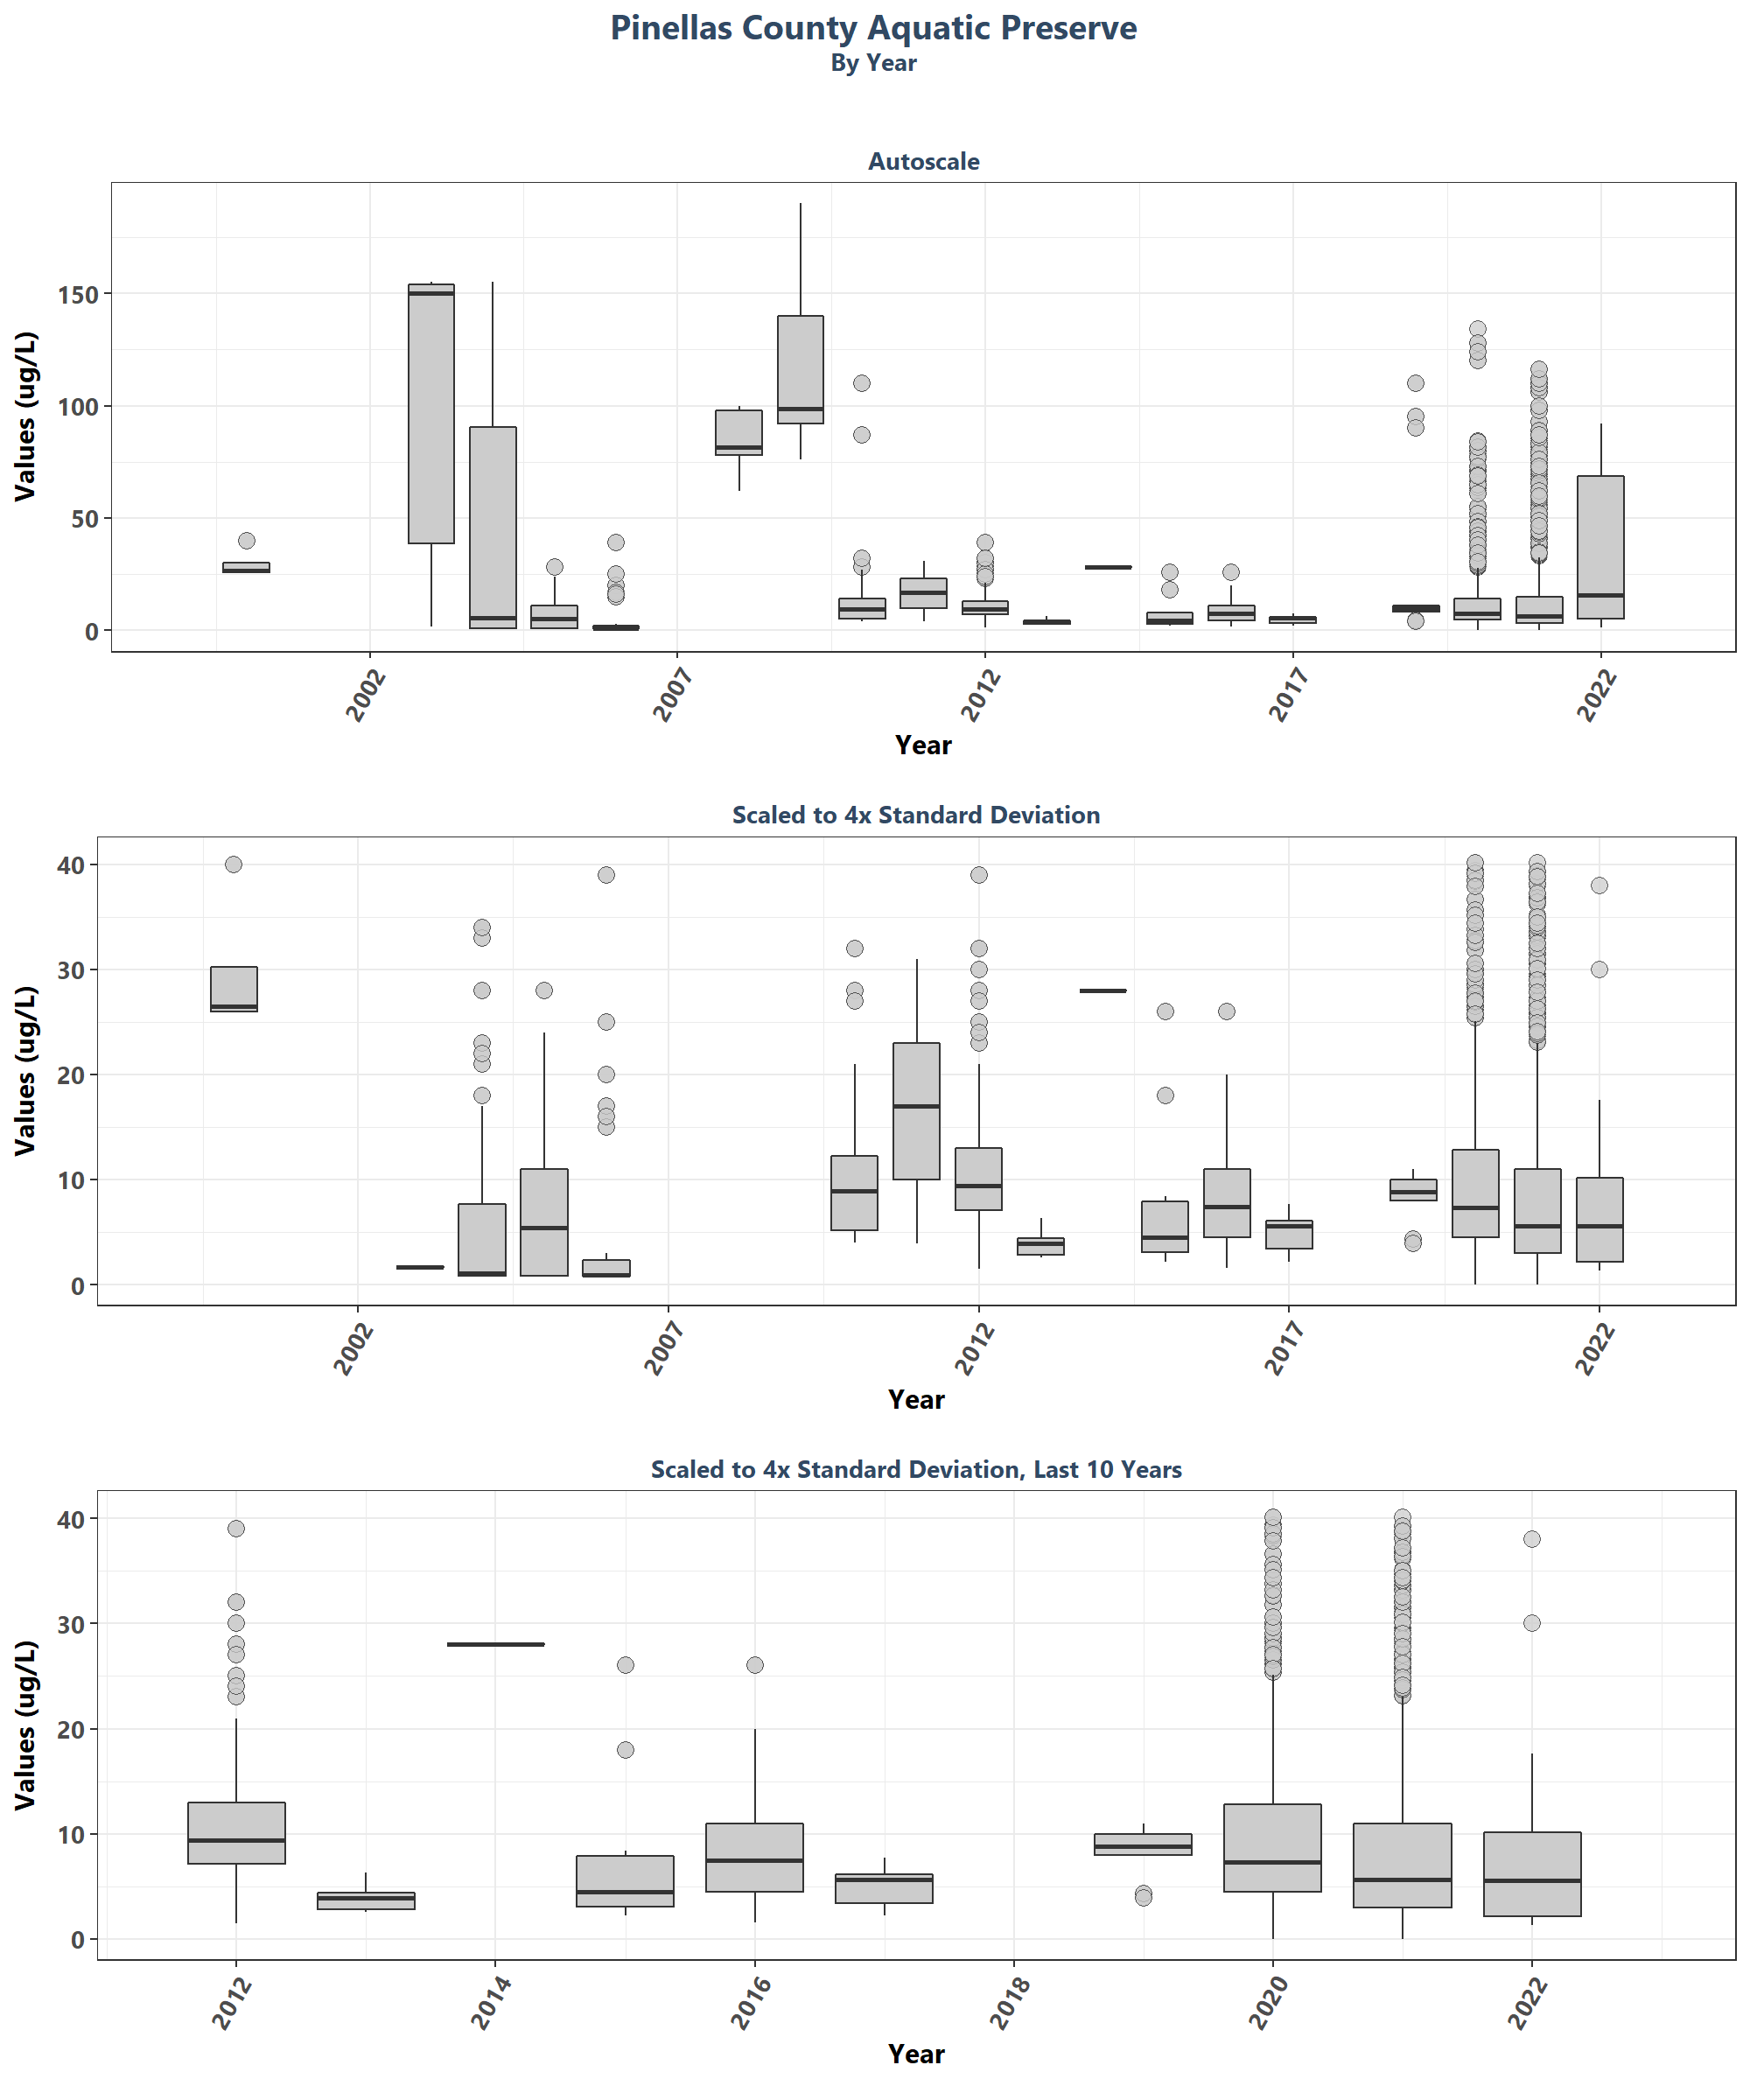 Pinellas County Aquatic Preserve
By Year
Autoscale
Values (ug/L)
150
100
50
0
2002
2007
2012
2017
2022
Year
Scaled to 4x Standard Deviation
Values (ug/L)
40
30
20
10
0
2002
2007
2012
2017
2022
Year
Scaled to 4x Standard Deviation, Last 10 Years
Values (ug/L)
40
30
20
10
0
2012
2014
2016
2018
2020
2022
Year